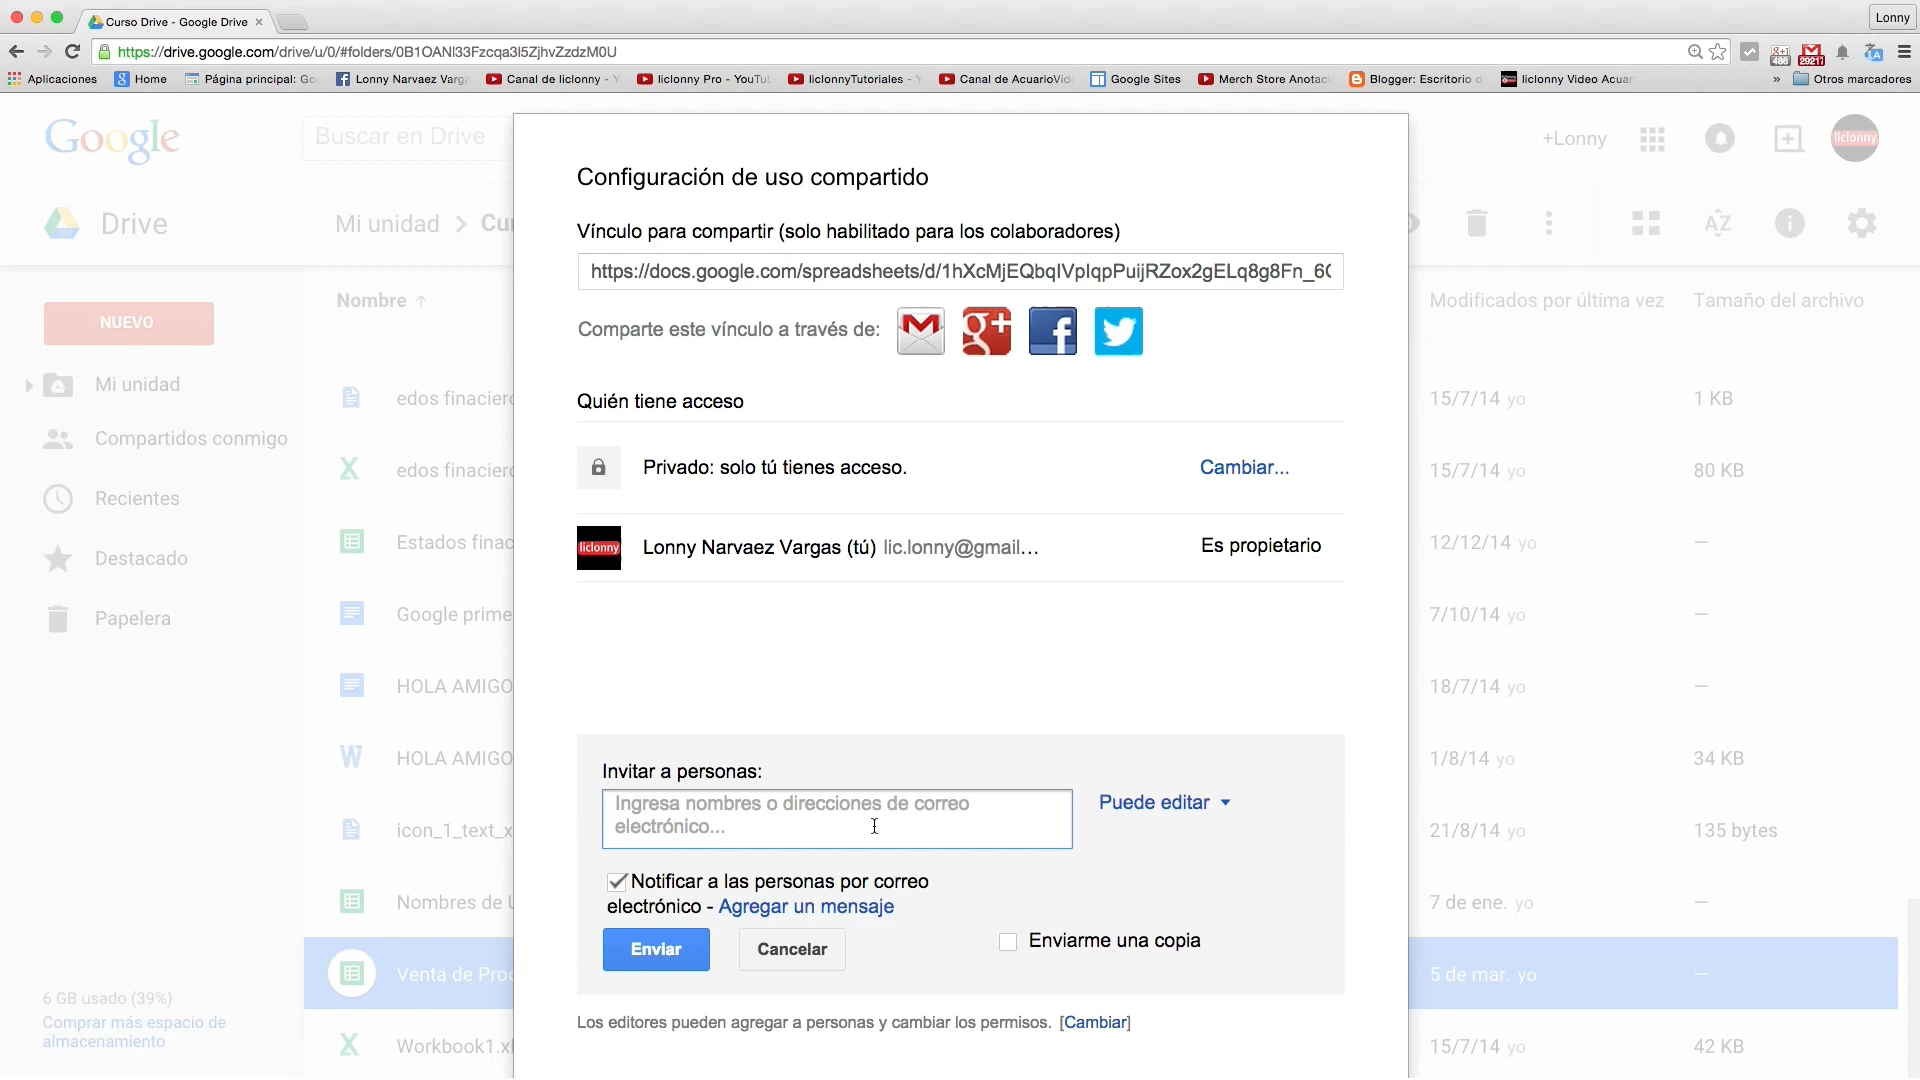 Curso Drive - Google Drive
Lonny
https://drive.google.com/drive/u/0/#folders/0B1OANl33Fzcqa3l5ZjhvZzdzM0U
486
29217
Aplicaciones
Home
Página principal: Go
Lonny Narvaez Varga
Canal de liclonny - Y
liclonny Pro - YouTu
liclonnyTutoriales - Y
Canal de AcuarioVid
Google Sites
Merch Store Anotaci
Blogger: Escritorio d
liclonny Video Acuar
» Otros marcadores
Google
Buscar en Drive
+Lonny
liclonny
Drive
Mi unidad > Cur
NUEVO
Mi unidad
Compartidos conmigo
Recientes
Destacado
Papelera
6 GB usado (39%)
Comprar más espacio de
almacenamiento
Nombre ↑
Modificados por última vez
Tamaño del archivo
edos finaciero
15/7/14 yo
1 KB
edos finaciero
15/7/14 yo
80 KB
Estados finac
12/12/14 yo
—
Google prime
7/10/14 yo
—
HOLA AMIGO
18/7/14 yo
—
HOLA AMIGO
1/8/14 yo
34 KB
icon_1_text_x
21/8/14 yo
135 bytes
Nombres de U
7 de ene. yo
—
Venta de Proc
5 de mar. yo
—
Workbook1.xl
15/7/14 yo
42 KB
Configuración de uso compartido
Vínculo para compartir (solo habilitado para los colaboradores)
https://docs.google.com/spreadsheets/d/1hXcMjEQbqlVplqpPuijRZox2gELq8g8Fn_6
Comparte este vínculo a través de:
Quién tiene acceso
Privado: solo tú tienes acceso.
Cambiar...
liclonny
Lonny Narvaez Vargas (tú) lic.lonny@gmail...
Es propietario
Invitar a personas:
Ingresa nombres o direcciones de correo
electrónico...
Puede editar
Notificar a las personas por correo
electrónico - Agregar un mensaje
Enviar
Cancelar
Enviarme una copia
Los editores pueden agregar a personas y cambiar los permisos. [Cambiar]